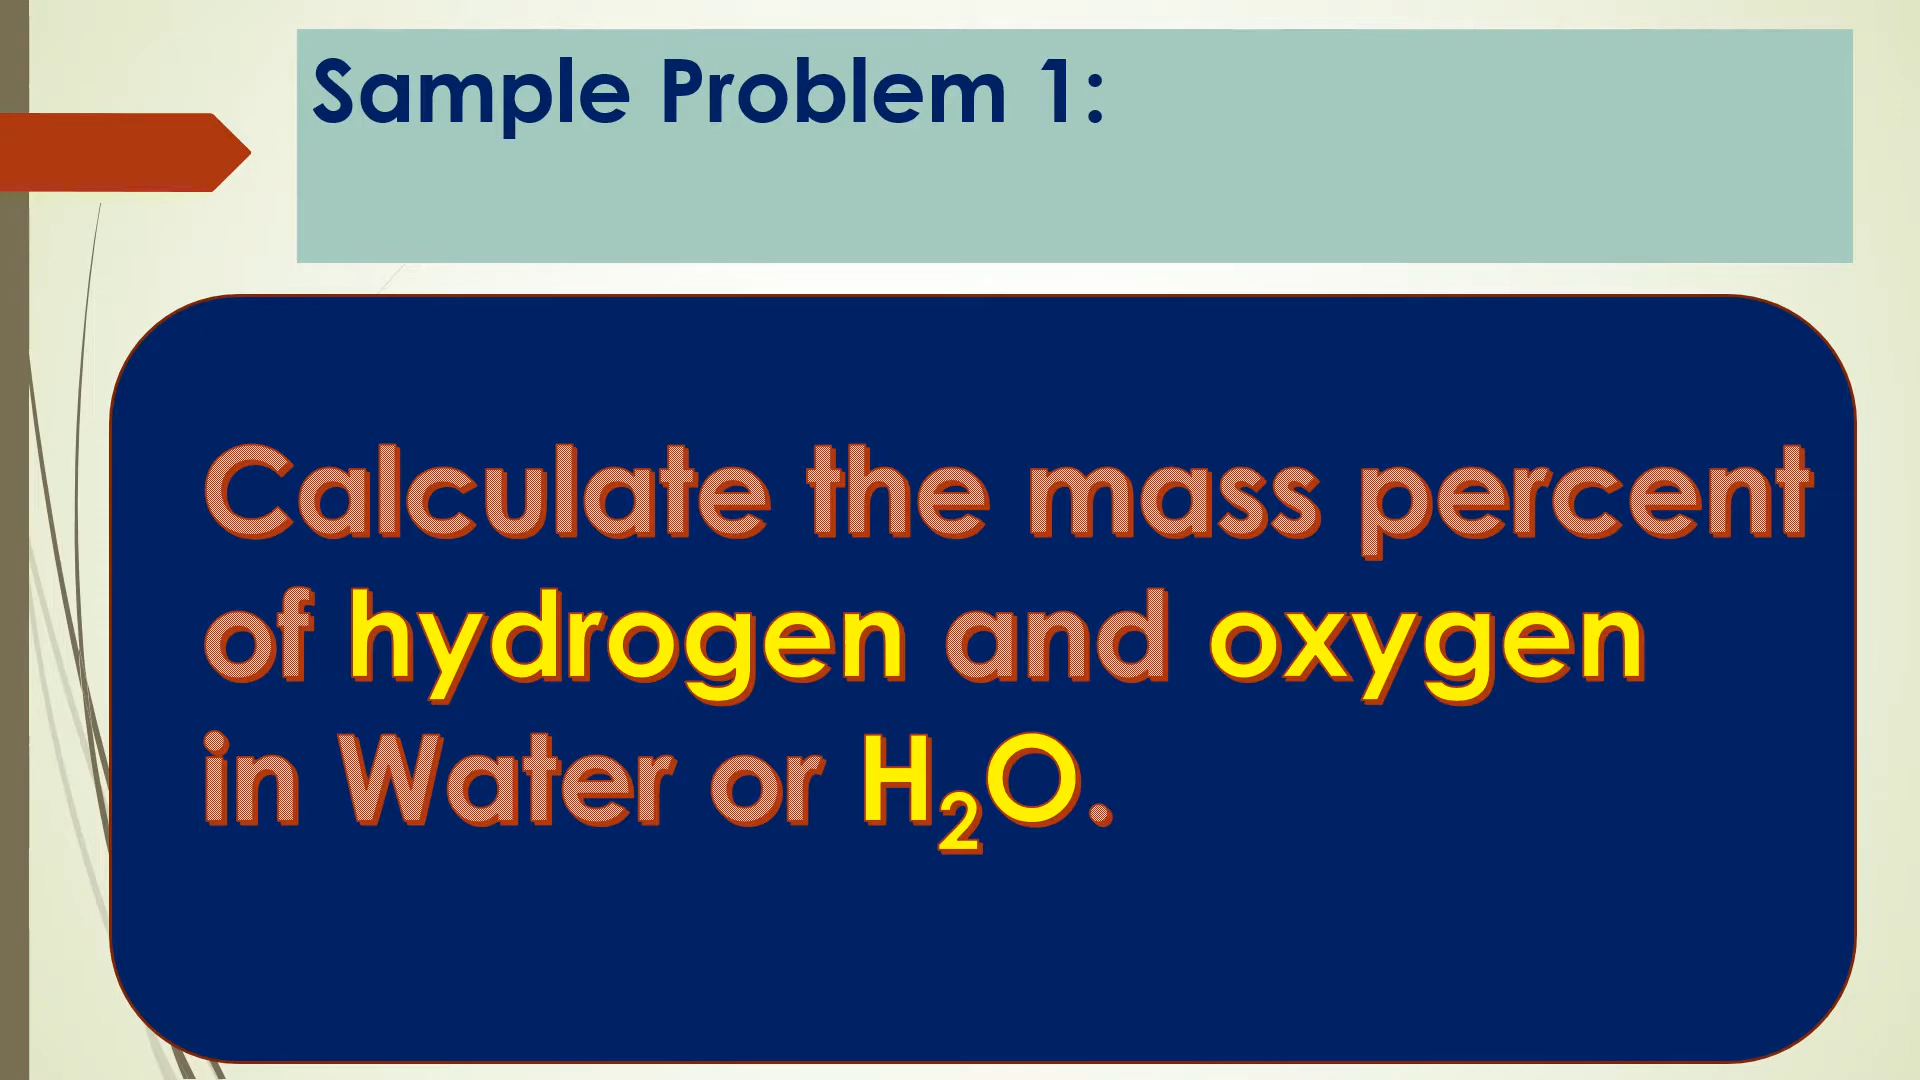 Sample Problem 1:
Calculate the mass percent
of hydrogen and oxygen
in Water or H₂O.